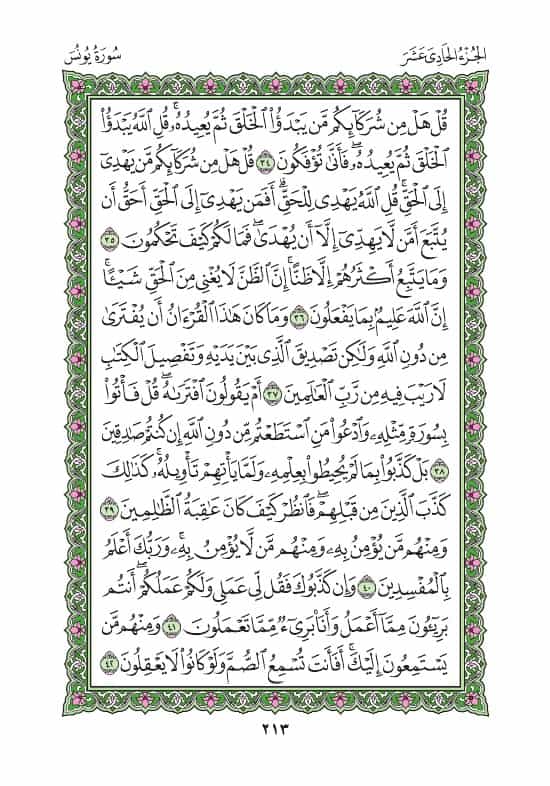 الجُزْءُ الحَادِي عَشَرَ
سُورَةُ يُونُسَ
قُلۡ هَلۡ مِن شُرَكَآئِكُم مَّن يَبۡدَؤُاْ ٱلۡخَلۡقَ ثُمَّ يُعِيدُهُۥۚ قُلِ ٱللَّهُ يَبۡدَؤُاْ
ٱلۡخَلۡقَ ثُمَّ يُعِيدُهُۥۖ فَأَنَّىٰ تُؤۡفَكُونَ ٣٤ قُلۡ هَلۡ مِن شُرَكَآئِكُم مَّن يَهۡدِيٓ
إِلَى ٱلۡحَقِّۚ قُلِ ٱللَّهُ يَهۡدِي لِلۡحَقِّۗ أَفَمَن يَهۡدِيٓ إِلَى ٱلۡحَقِّ أَحَقُّ أَن
يُتَّبَعَ أَمَّن لَّا يَهِدِّيٓ إِلَّآ أَن يُهۡدَىٰۖ فَمَا لَكُمۡ كَيۡفَ تَحۡكُمُونَ ٣٥
وَمَا يَتَّبِعُ أَكۡثَرُهُمۡ إِلَّا ظَنًّاۚ إِنَّ ٱلظَّنَّ لَا يُغۡنِي مِنَ ٱلۡحَقِّ شَيۡـًٔاۚ
إِنَّ ٱللَّهَ عَلِيمُۢ بِمَا يَفۡعَلُونَ ٣٦ وَمَا كَانَ هَٰذَا ٱلۡقُرۡءَانُ أَن يُفۡتَرَىٰ
مِن دُونِ ٱللَّهِ وَلَٰكِن تَصۡدِيقَ ٱلَّذِي بَيۡنَ يَدَيۡهِ وَتَفۡصِيلَ ٱلۡكِتَٰبِ
لَا رَيۡبَ فِيهِ مِن رَّبِّ ٱلۡعَٰلَمِينَ ٣٧ أَمۡ يَقُولُونَ ٱفۡتَرَىٰهُۖ قُلۡ فَأۡتُواْ
بِسُورَةٖ مِّثۡلِهِۦ وَٱدۡعُواْ مَنِ ٱسۡتَطَعۡتُم مِّن دُونِ ٱللَّهِ إِن كُنتُمۡ صَٰدِقِينَ
٣٨ بَلۡ كَذَّبُواْ بِمَا لَمۡ يُحِيطُواْ بِعِلۡمِهِۦ وَلَمَّا يَأۡتِهِمۡ تَأۡوِيلُهُۥۚ كَذَٰلِكَ
كَذَّبَ ٱلَّذِينَ مِن قَبۡلِهِمۡۖ فَٱنظُرۡ كَيۡفَ كَانَ عَٰقِبَةُ ٱلظَّٰلِمِينَ ٣٩
وَمِنۡهُم مَّن يُؤۡمِنُ بِهِۦ وَمِنۡهُم مَّن لَّا يُؤۡمِنُ بِهِۦۚ وَرَبُّكَ أَعۡلَمُ
بِٱلۡمُفۡسِدِينَ ٤٠ وَإِن كَذَّبُوكَ فَقُل لِّي عَمَلِي وَلَكُمۡ عَمَلُكُمۡۖ أَنتُم
بَرِيٓـُٔونَ مِمَّآ أَعۡمَلُ وَأَنَا۠ بَرِيٓءٞ مِّمَّا تَعۡمَلُونَ ٤١ وَمِنۡهُم مَّن
يَسۡتَمِعُونَ إِلَيۡكَۚ أَفَأَنتَ تُسۡمِعُ ٱلصُّمَّ وَلَوۡ كَانُواْ لَا يَعۡقِلُونَ ٤٢
٢١٣